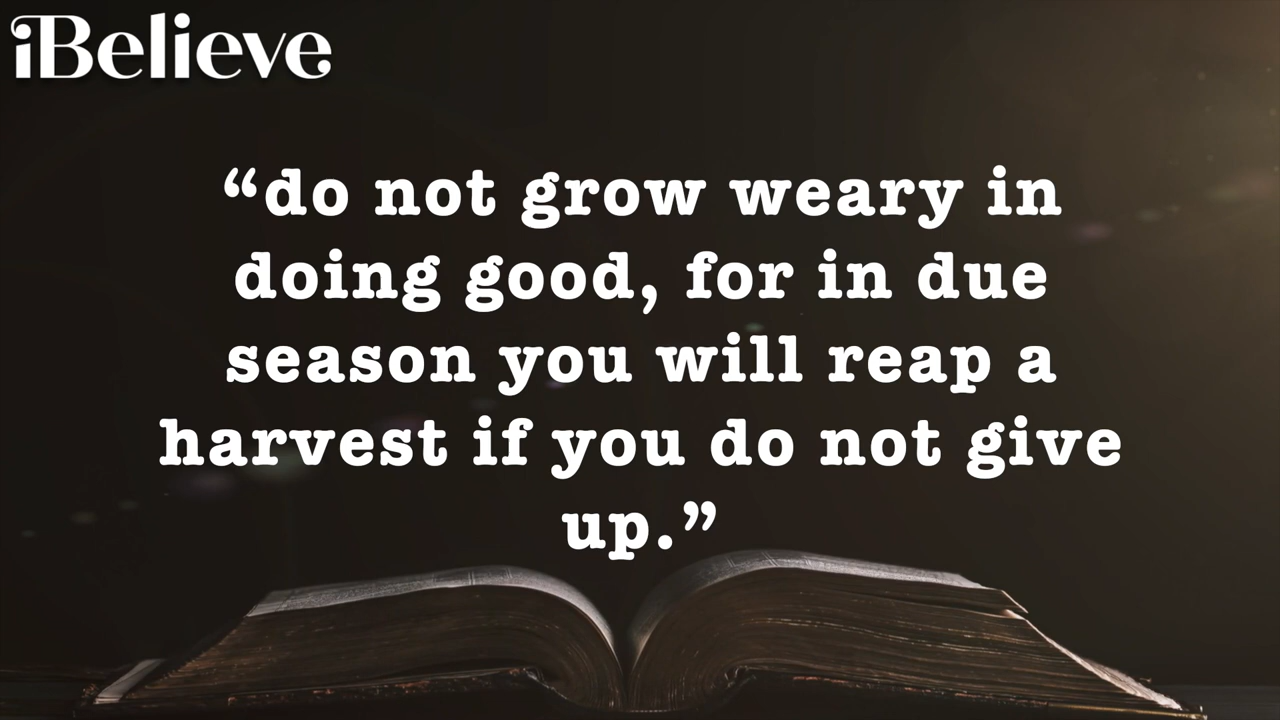 iBelieve
“do not grow weary in
doing good, for in due
season you will reap a
harvest if you do not give
up.”